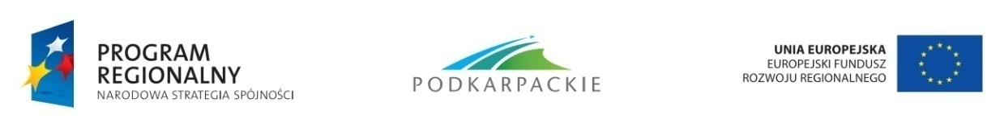 PROGRAM
REGIONALNY
NARODOWA STRATEGIA SPÓJNOŚCI
PODKARPACKIE
UNIA EUROPEJSKA
EUROPEJSKI FUNDUSZ
ROZWOJU REGIONALNEGO